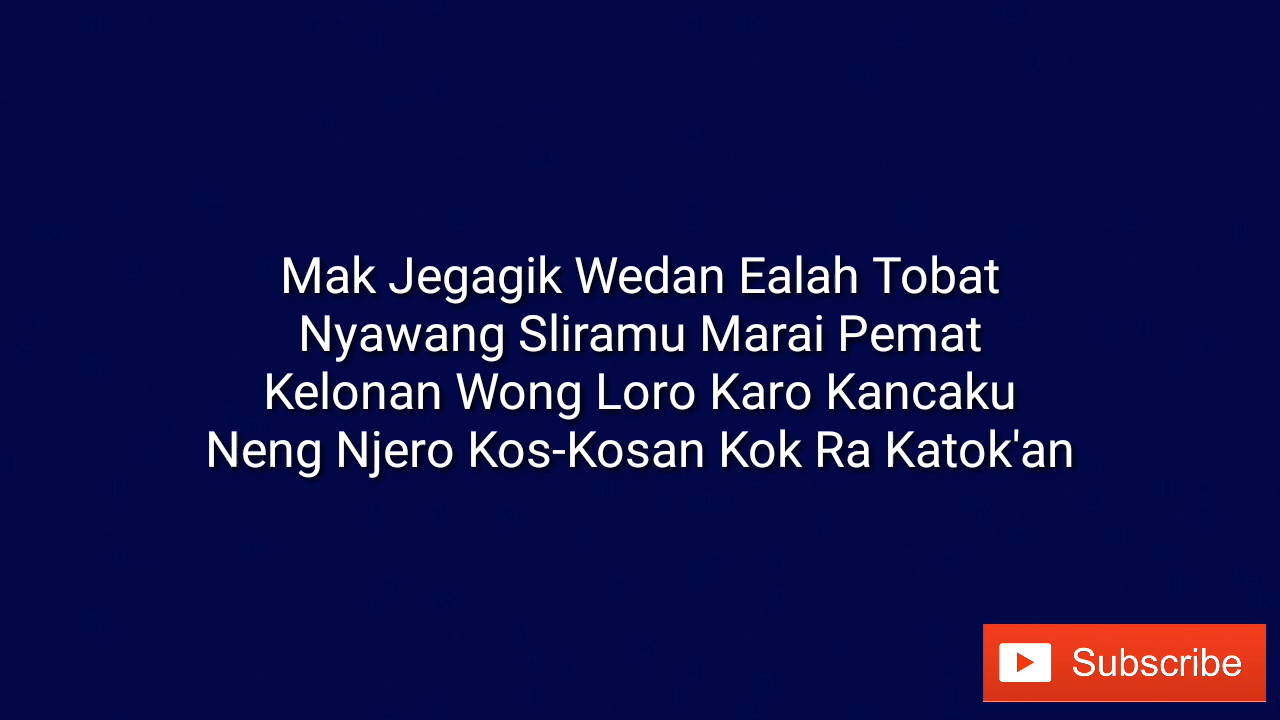 Mak Jegagik Wedan Ealah Tobat
Nyawang Sliramu Marai Pemat
Kelonan Wong Loro Karo Kancaku
Neng Njero Kos-Kosan Kok Ra Katok'an
Subscribe